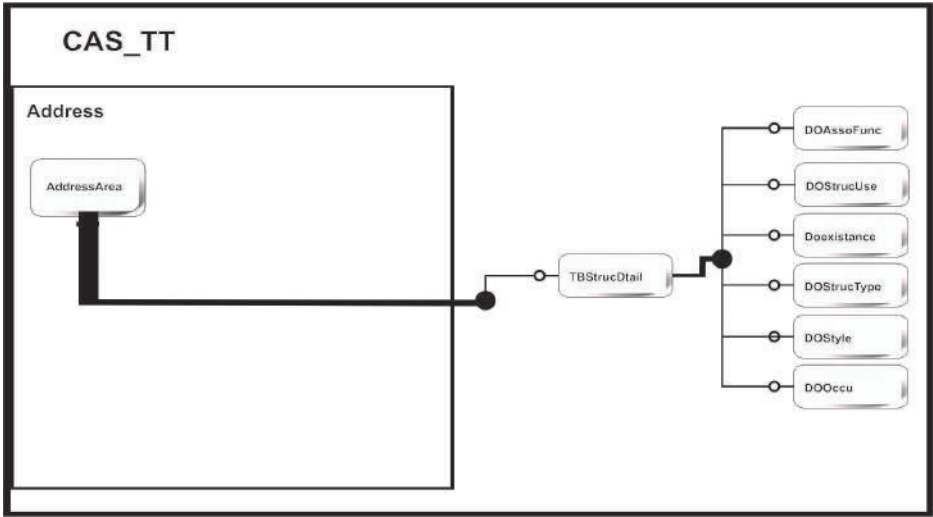 CAS_TT
Address
AddressArea
TBStrucDtail
DOAssoFunc
DOStrucUse
Doexistance
DOStrucType
DOStyle
DOOccu